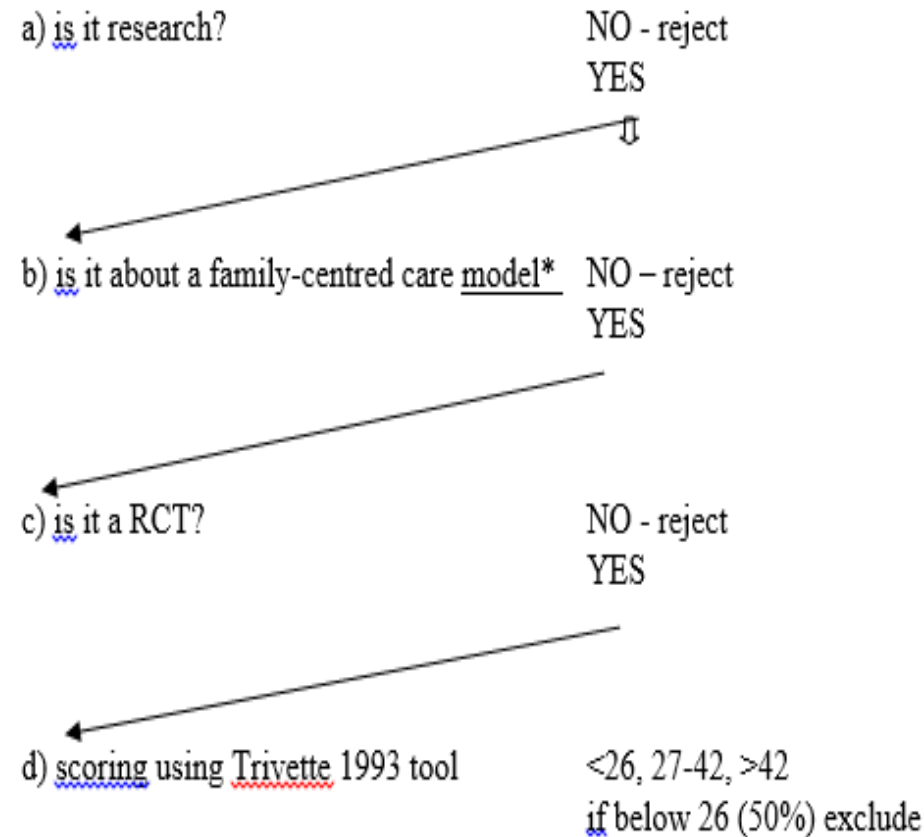 a) is it research? NO - reject
YES
b) is it about a family-centred care model* NO – reject
YES
c) is it a RCT? NO - reject
YES
d) scoring using Trivette 1993 tool <26, 27-42, >42
if below 26 (50%) exclude